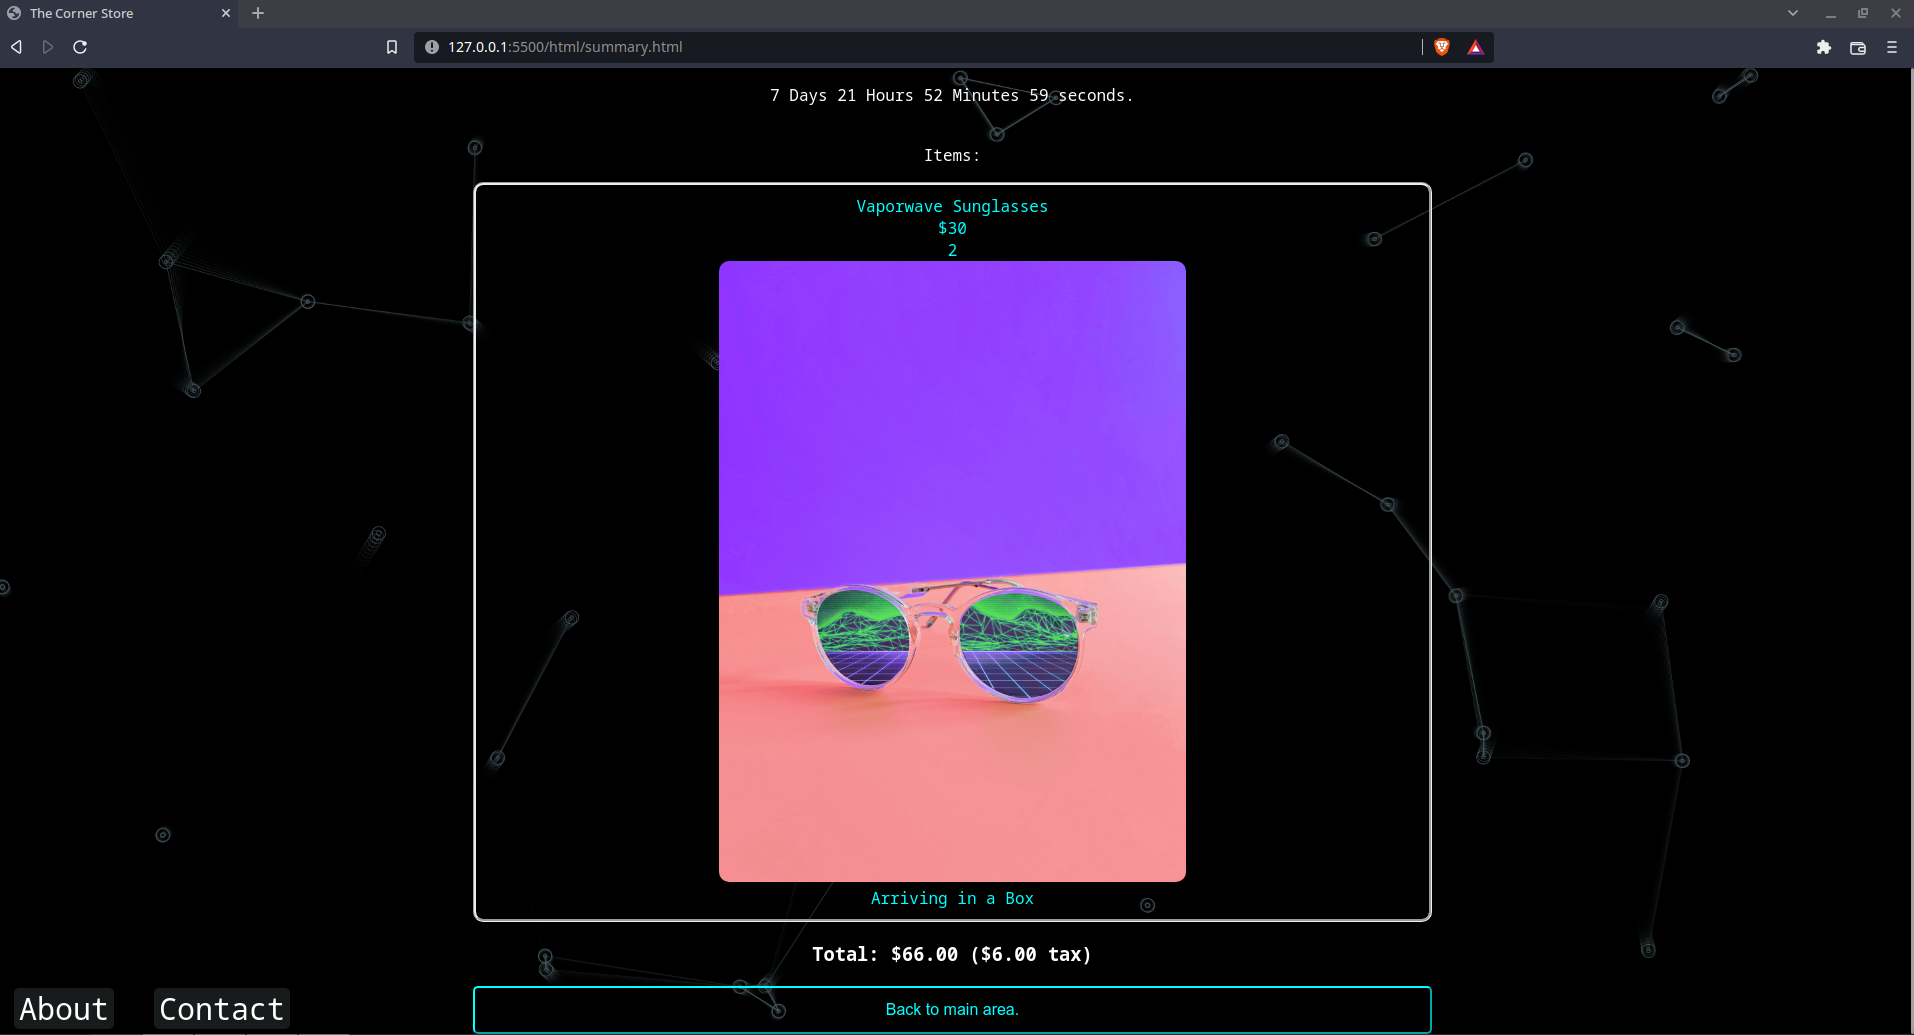 The Corner Store
127.0.0.1:5500/html/summary.html
7 Days 21 Hours 52 Minutes 59 seconds.
Items:
Vaporwave Sunglasses
$30
2
Arriving in a Box
Total: $66.00 ($6.00 tax)
About Contact
Back to main area.